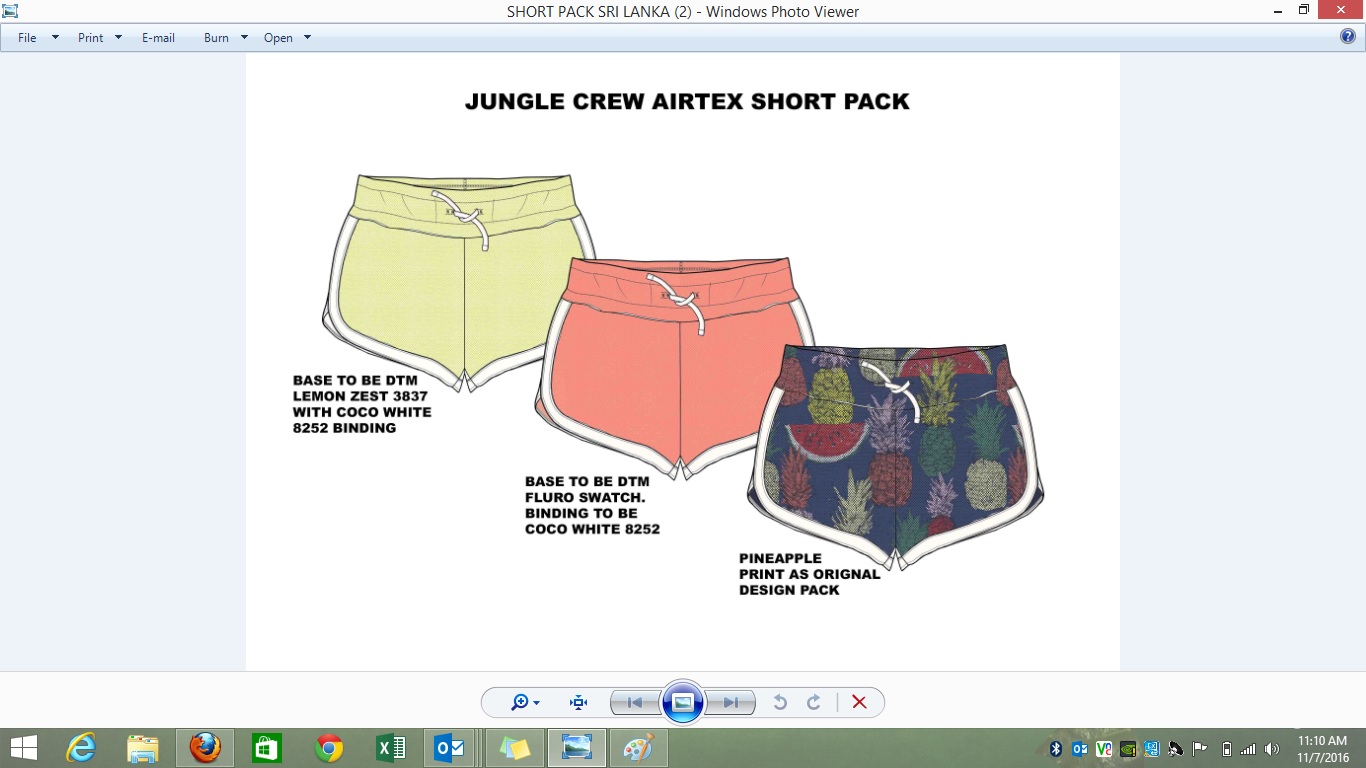 SHORT PACK SRI LANKA (2) - Windows Photo Viewer
File Print E-mail Burn Open
JUNGLE CREW AIRTEX SHORT PACK
BASE TO BE DTM
LEMON ZEST 3837
WITH COCO WHITE
8252 BINDING
BASE TO BE DTM
FLURO SWATCH.
BINDING TO BE
COCO WHITE 8252
PINEAPPLE
PRINT AS ORIGNAL
DESIGN PACK
11:10 AM
11/7/2016